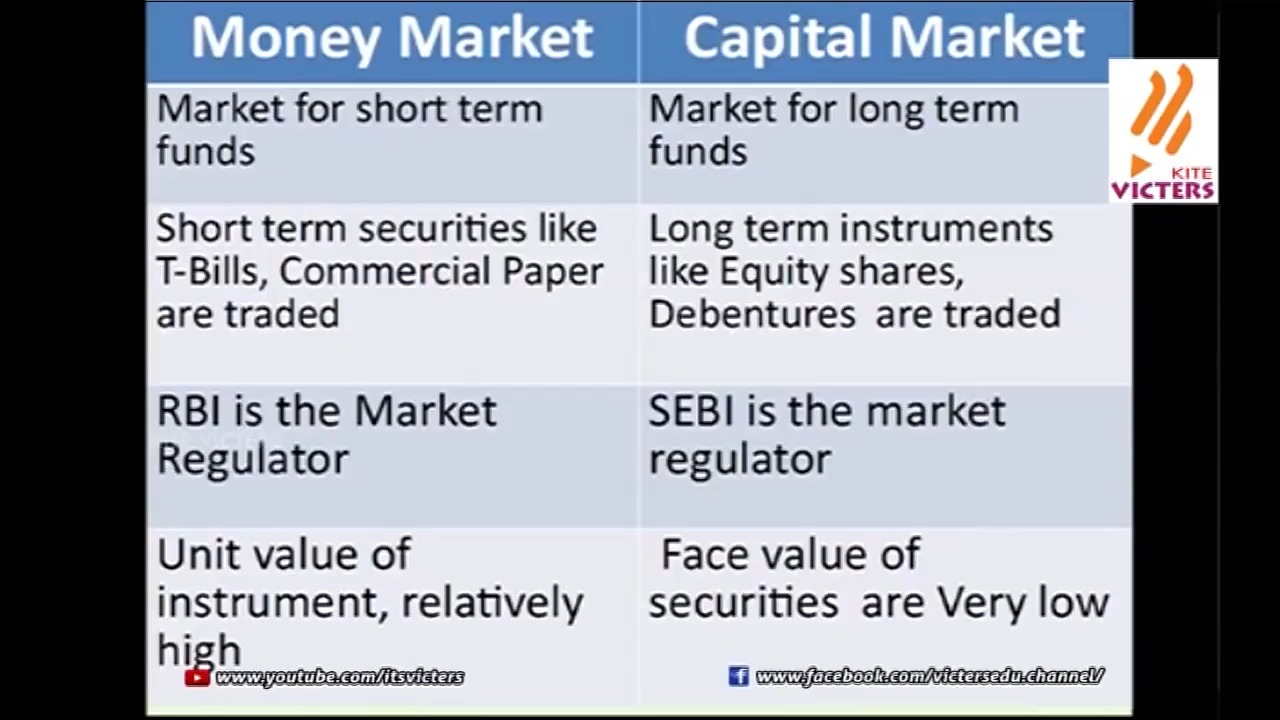 Money Market
Capital Market
Market for short term
funds
Market for long term
funds
Short term securities like
T-Bills, Commercial Paper
are traded
Long term instruments
like Equity shares,
Debentures are traded
RBI is the Market
Regulator
SEBI is the market
regulator
Unit value of
instrument, relatively
high
Face value of
securities are Very low
KITE
VICTERS
www.youtube.com/itsvicters
www.facebook.com/victersedu.channel/